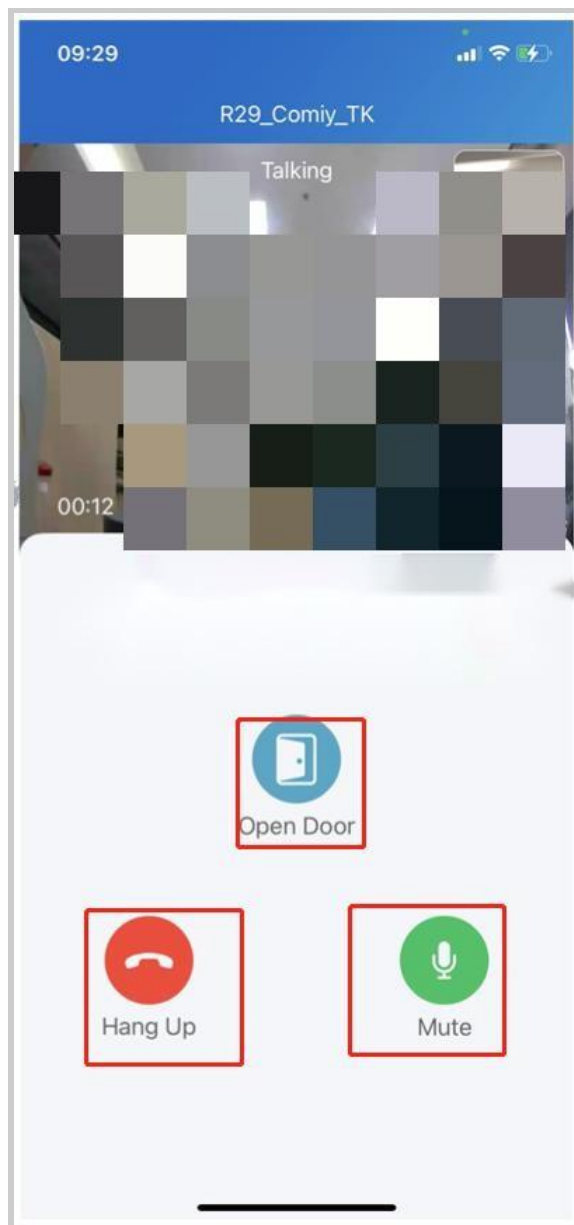 09:29
R29_Comiy_TK
Talking
00:12
Open Door
Hang Up
Mute